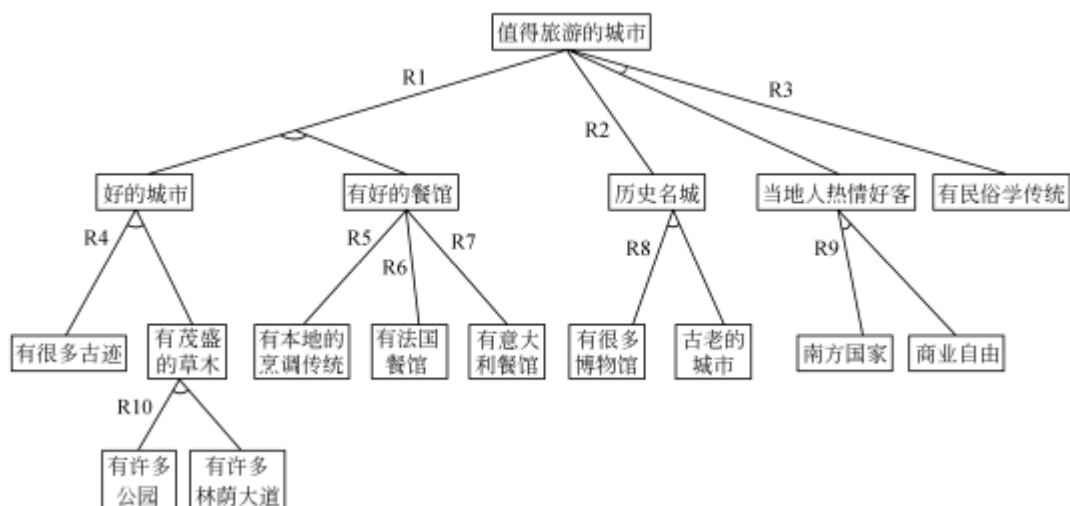 值得旅游的城市
R1
R3
R2
好的城市
有好的餐馆
历史名城
当地人热情好客
有民俗学传统
R4
R5
R6
R7
R8
R9
有很多古迹
有茂盛
的草木
有本地的
烹调传统
有法国
餐馆
有意大
利餐馆
有很多
博物馆
古老的
城市
南方国家
商业自由
R10
有许多
公园
有许多
林荫大道